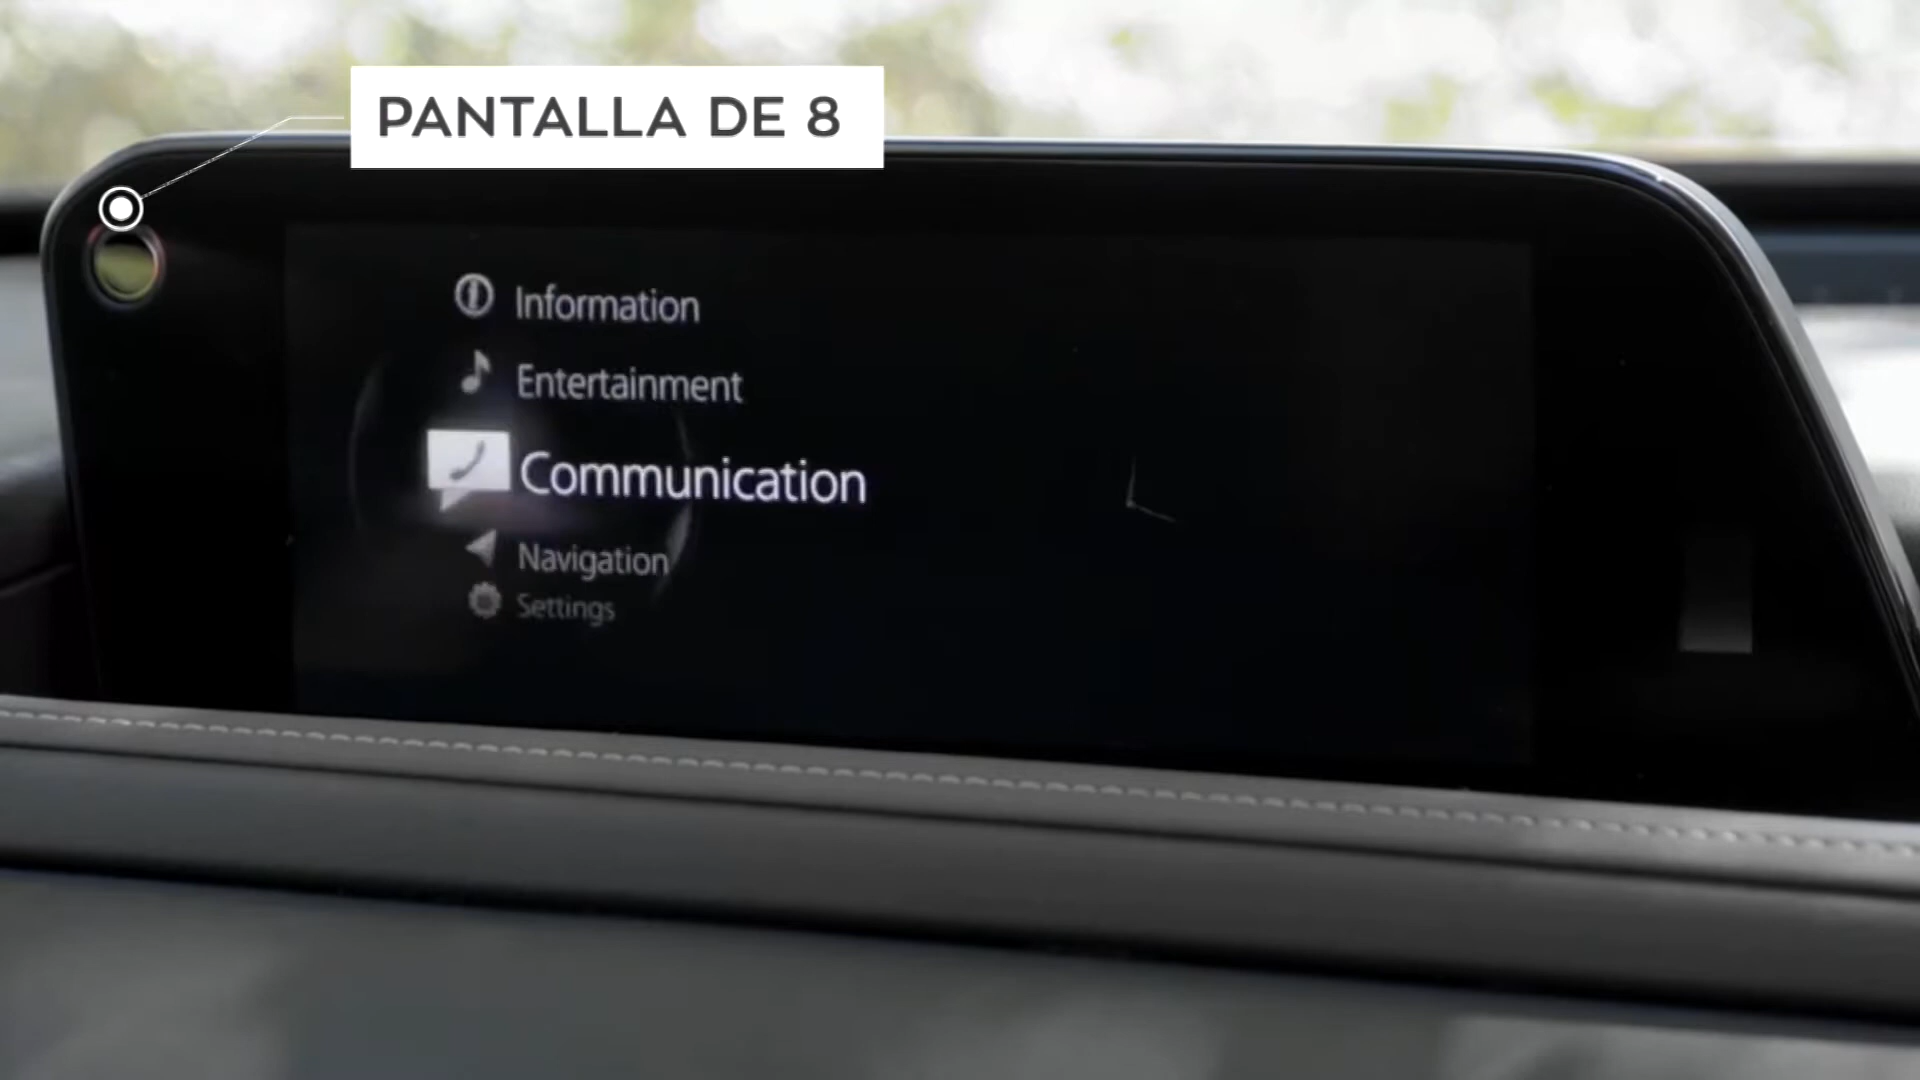 PANTALLA DE 8
Information
Entertainment
Communication
Navigation
Settings